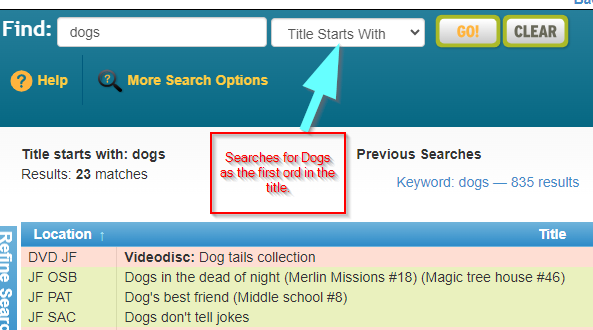 Find: dogs Title Starts With GO! CLEAR
? Help More Search Options
Title starts with: dogs
Results: 23 matches
Searches for Dogs
as the first ord in the
title.
Previous Searches
Keyword: dogs — 835 results
Refine Sear
Location ↑ Title
DVD JF Videodisc: Dog tails collection
JF OSB Dogs in the dead of night (Merlin Missions #18) (Magic tree house #46)
JF PAT Dog's best friend (Middle school #8)
JF SAC Dogs don't tell jokes